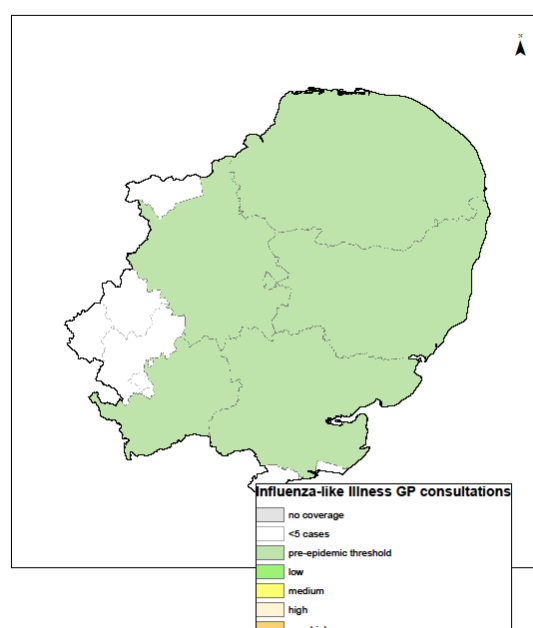 N
Influenza-like Illness GP consultations
no coverage
<5 cases
pre-epidemic threshold
low
medium
high